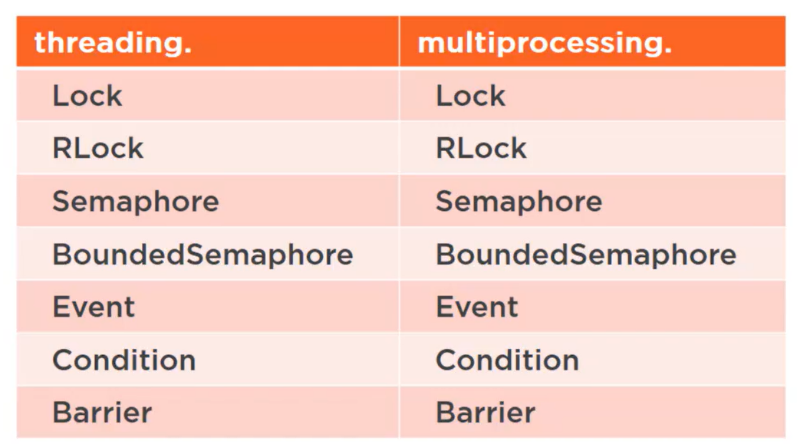 threading. multiprocessing.
Lock Lock
RLock RLock
Semaphore Semaphore
BoundedSemaphore BoundedSemaphore
Event Event
Condition Condition
Barrier Barrier